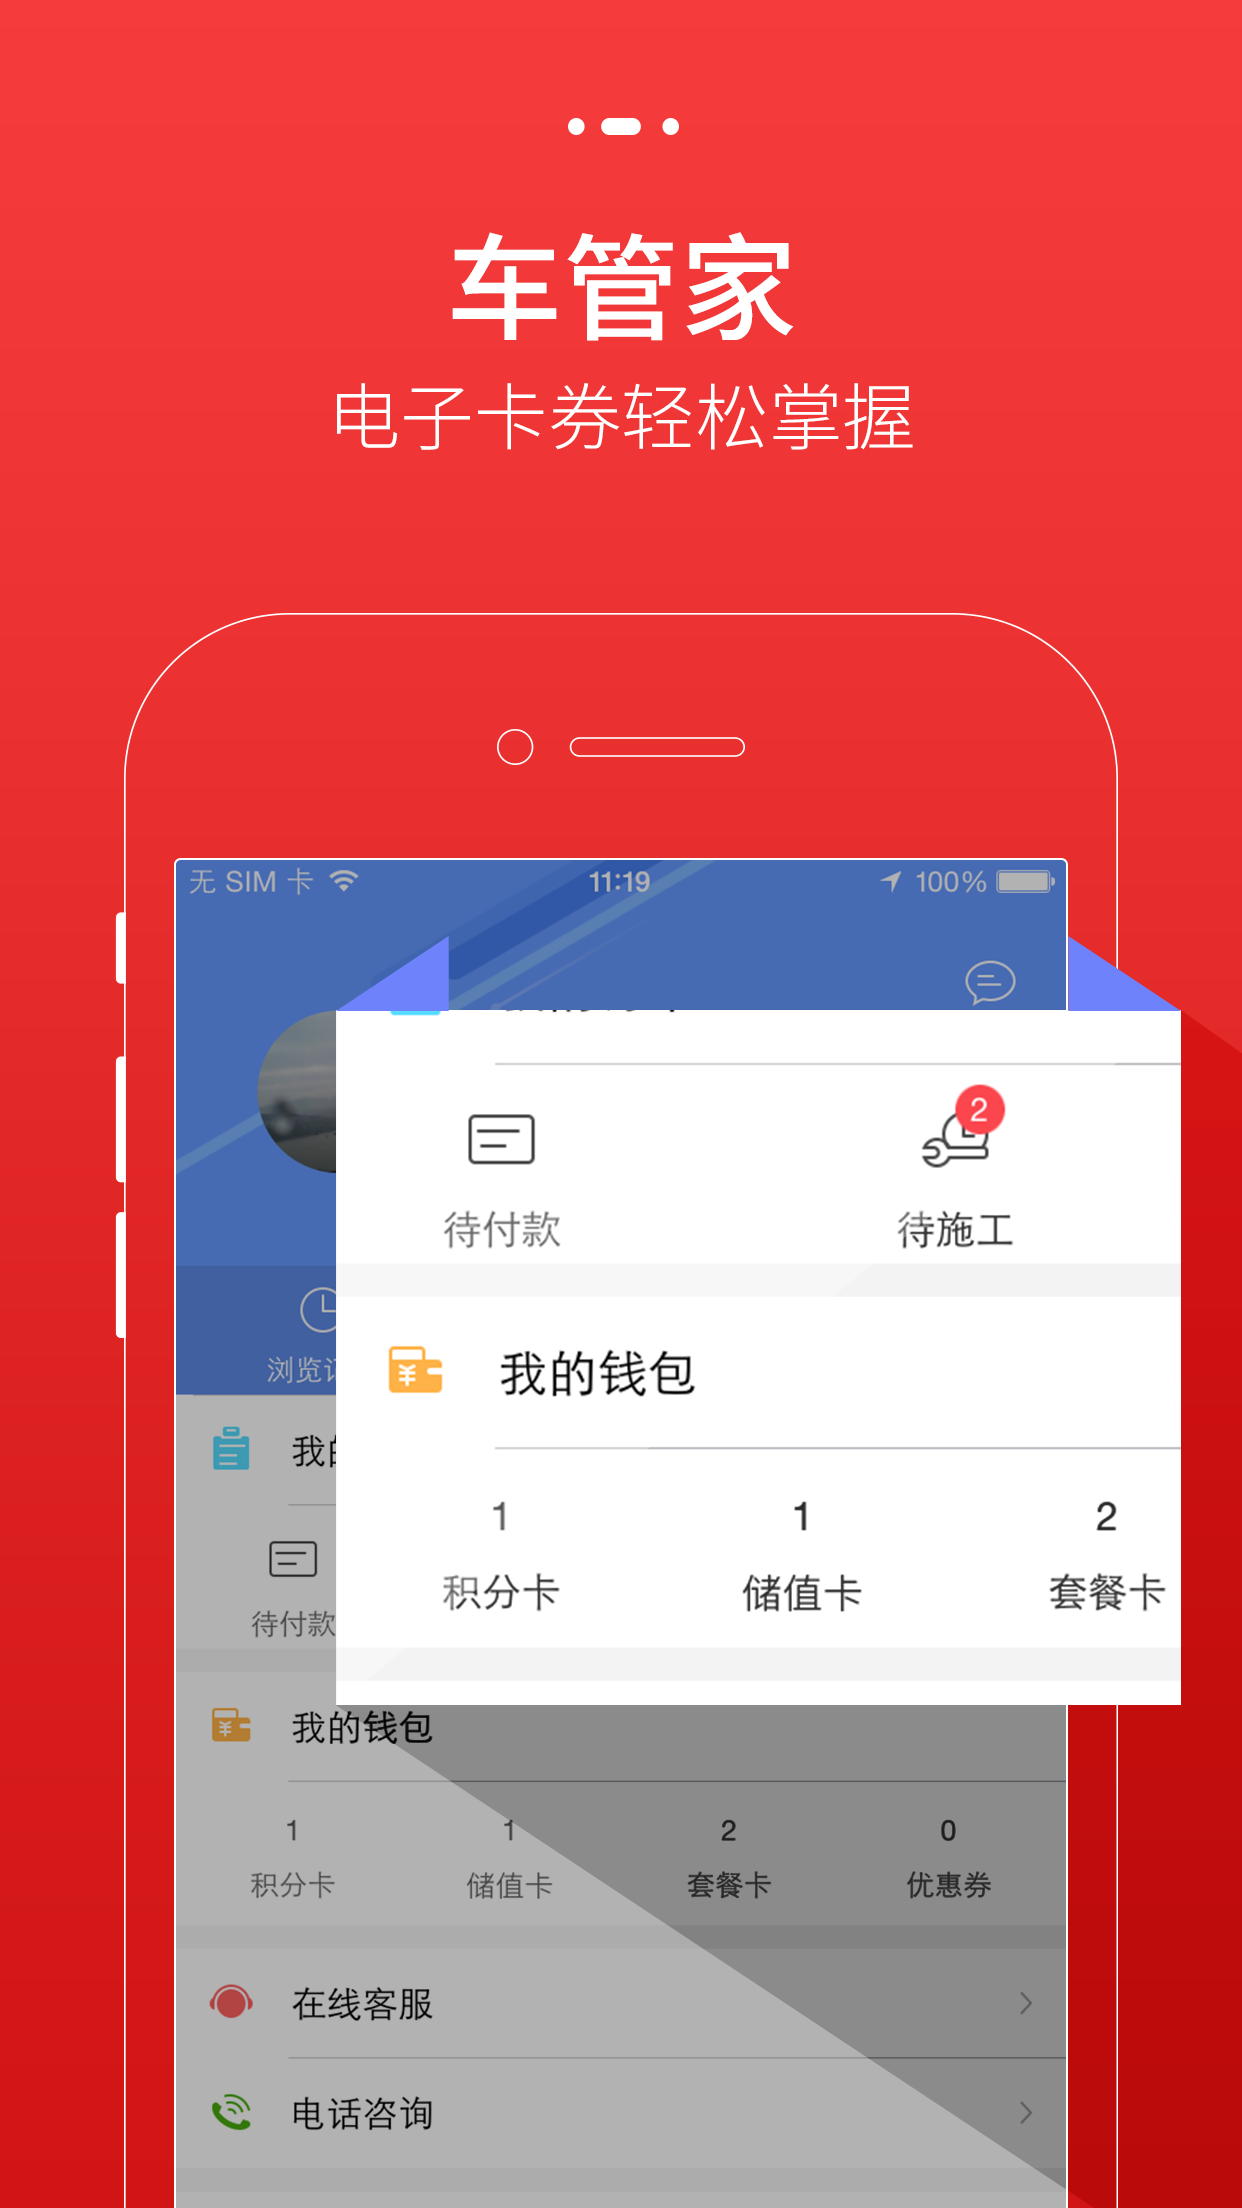 车管家
电子卡券轻松掌握
无 SIM 卡 11:19 100%
2
待付款 待施工
浏览
我的钱包
我
1 1 2
积分卡 储值卡 套餐卡
待付款
我的钱包
1 1 2 0
积分卡 储值卡 套餐卡 优惠券
在线客服
电话咨询